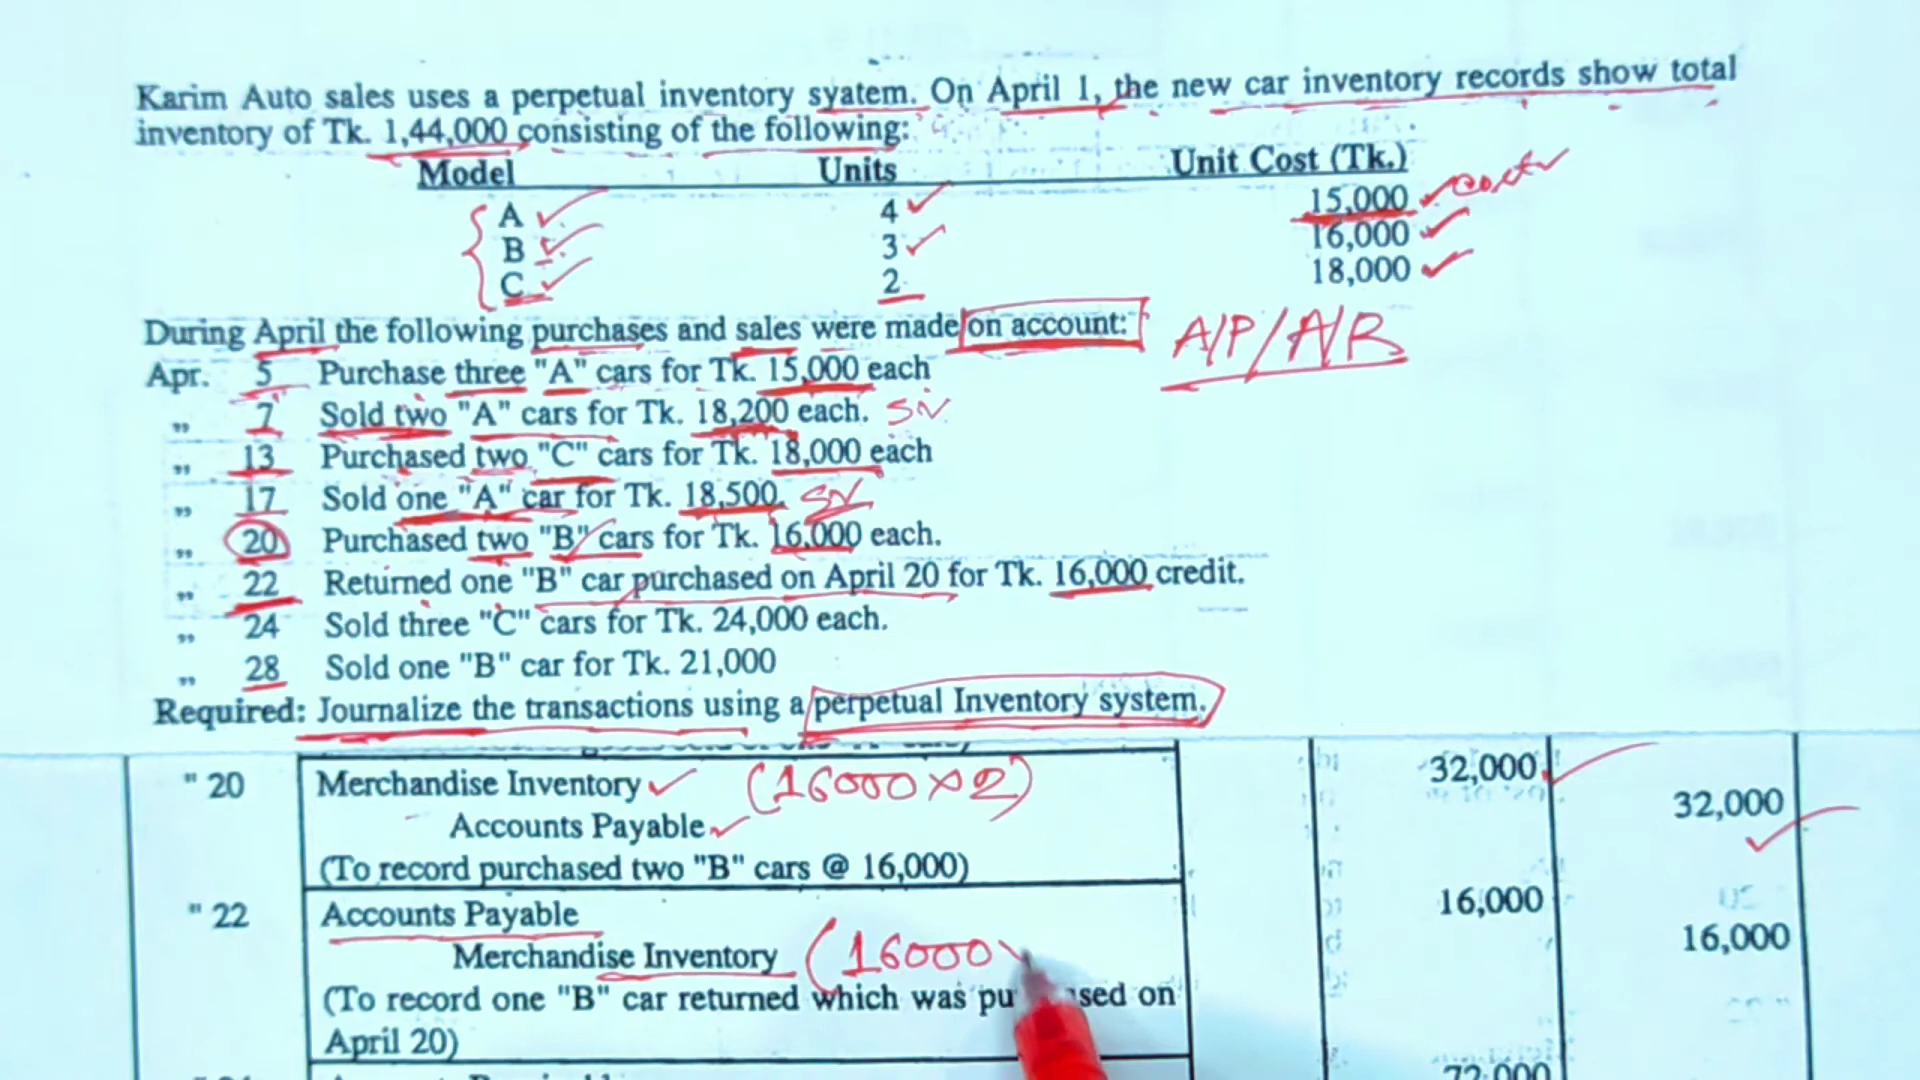 Karim Auto sales uses a perpetual inventory syatem. On April 1, the new car inventory records show total
inventory of Tk. 1,44,000 consisting of the following:
Model Units Unit Cost (Tk.)
A 4 15,000 cost
B 3 16,000
C 2 18,000
During April the following purchases and sales were made on account: A/P/A/R
Apr. 5 Purchase three "A" cars for Tk. 15,000 each
,, 7 Sold two "A" cars for Tk. 18,200 each. SV
,, 13 Purchased two "C" cars for Tk. 18,000 each
,, 17 Sold one "A" car for Tk. 18,500. SV
,, 20 Purchased two "B" cars for Tk. 16,000 each.
,, 22 Returned one "B" car purchased on April 20 for Tk. 16,000 credit.
,, 24 Sold three "C" cars for Tk. 24,000 each.
,, 28 Sold one "B" car for Tk. 21,000
Required: Journalize the transactions using a perpetual Inventory system.
" 20 Merchandise Inventory (16000×2) 32,000
Accounts Payable 32,000
(To record purchased two "B" cars @ 16,000)
" 22 Accounts Payable 16,000
Merchandise Inventory (16000× 16,000
(To record one "B" car returned which was sed on
April 20)
72,000